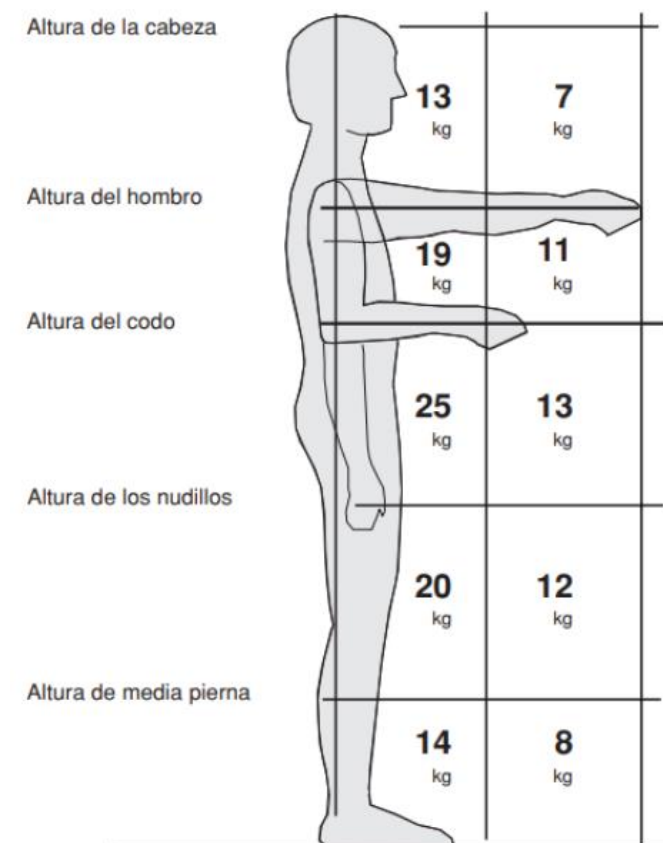 Altura de la cabeza
13 7
kg kg
Altura del hombro
19 11
kg kg
Altura del codo
25 13
kg kg
Altura de los nudillos
20 12
kg kg
Altura de media pierna
14 8
kg kg